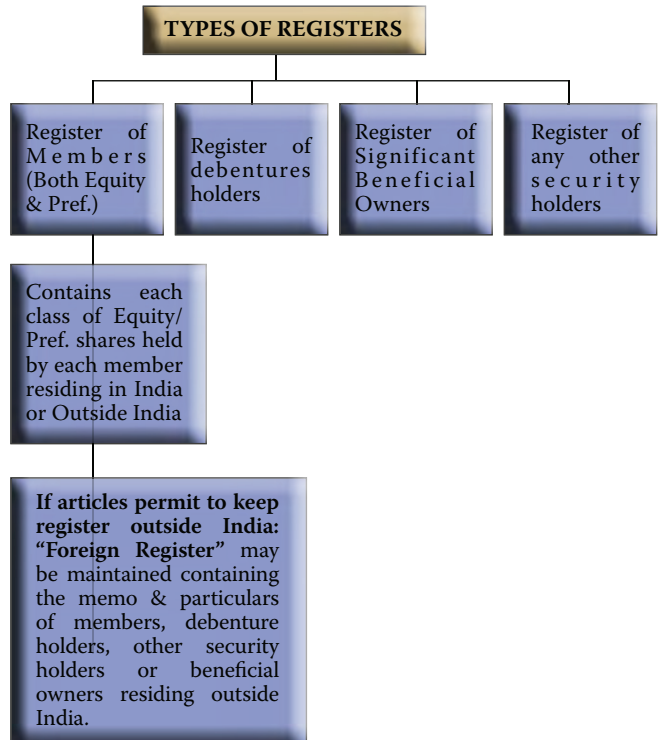 TYPES OF REGISTERS
Register of
Members
(Both Equity
& Pref.)
Register of
debentures
holders
Register of
Significant
Beneficial
Owners
Register of
any other
security
holders
Contains each
class of Equity/
Pref. shares held
by each member
residing in India
or Outside India
If articles permit to keep
register outside India:
“Foreign Register” may
be maintained containing
the memo & particulars
of members, debenture
holders, other security
holders or beneficial
owners residing outside
India.